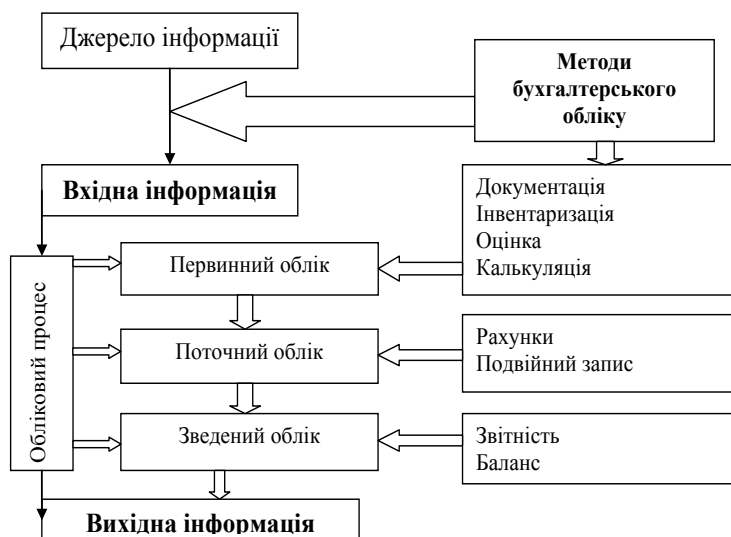 Джерело інформації
Методи
бухгалтерського
обліку
Вхідна інформація
Документація
Інвентаризація
Оцінка
Калькуляція
Обліковий процес
Первинний облік
Поточний облік
Рахунки
Подвійний запис
Зведений облік
Звітність
Баланс
Вихідна інформація